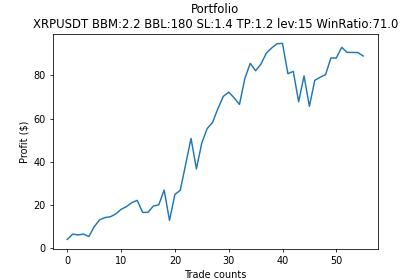 Portfolio
XRPUSDT BBM:2.2 BBL:180 SL:1.4 TP:1.2 lev:15 WinRatio:71.0
80
60
40
20
0
Profit ($)
0 10 20 30 40 50
Trade counts